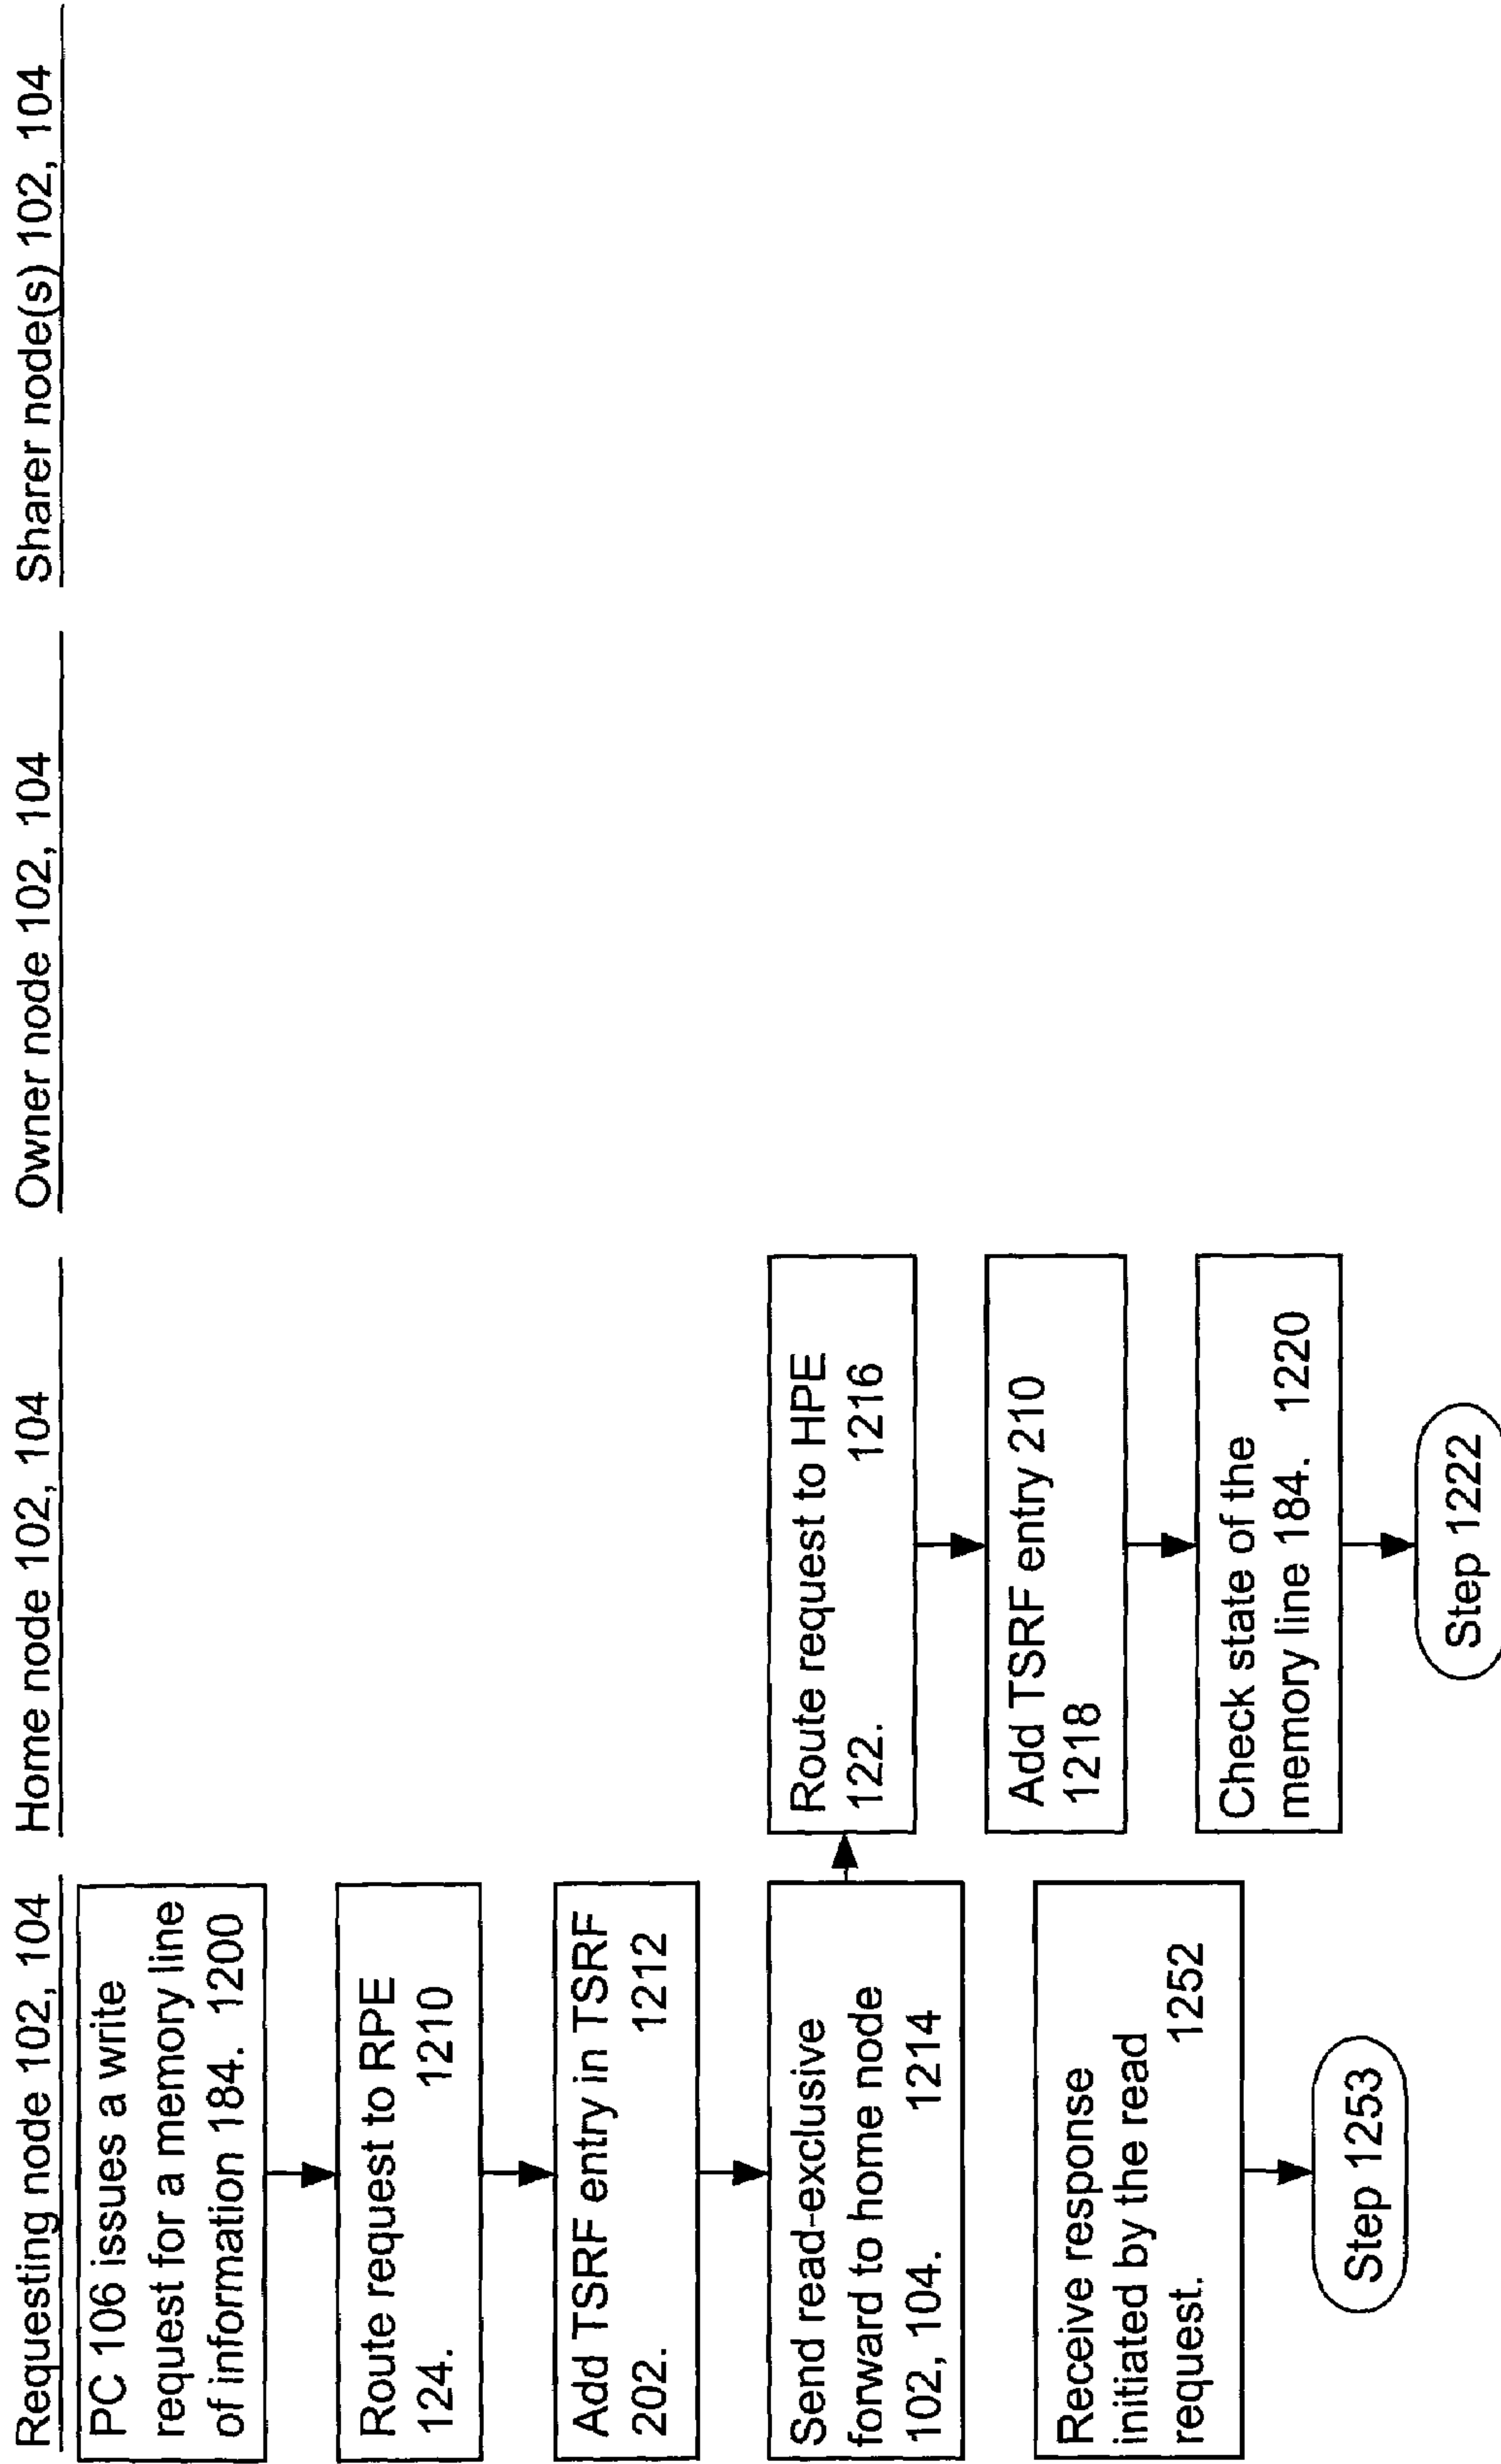 Requesting node 102, 104
Home node 102, 104
Owner node 102, 104
Sharer node(s) 102, 104
PC 106 issues a write
request for a memory line
of information 184. 1200
Route request to RPE
124. 1210
Add TSRF entry in TSRF
202. 1212
Send read-exclusive
forward to home node
102, 104. 1214
Route request to HPE
122. 1216
Add TSRF entry 210
1218
Check state of the
memory line 184. 1220
Step 1222
Receive response
initiated by the read
request. 1252
Step 1253